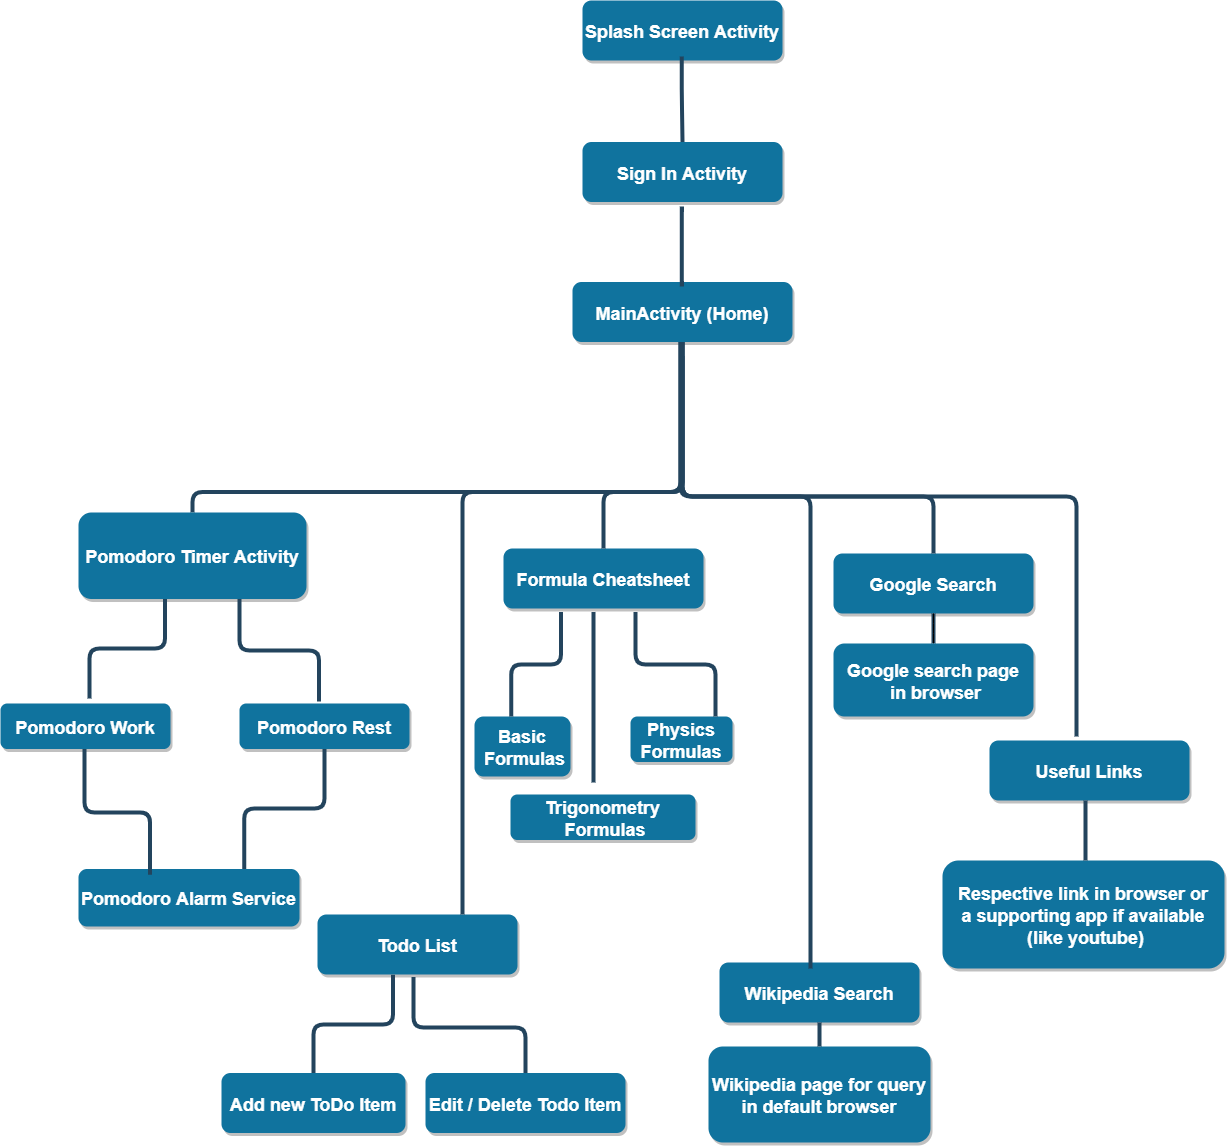 Splash Screen Activity
Sign In Activity
MainActivity (Home)
Pomodoro Timer Activity
Formula Cheatsheet
Google Search
Google search page
in browser
Pomodoro Work
Pomodoro Rest
Basic
Formulas
Physics
Formulas
Useful Links
Trigonometry
Formulas
Pomodoro Alarm Service
Respective link in browser or
a supporting app if available
(like youtube)
Todo List
Wikipedia Search
Add new ToDo Item
Edit / Delete Todo Item
Wikipedia page for query
in default browser